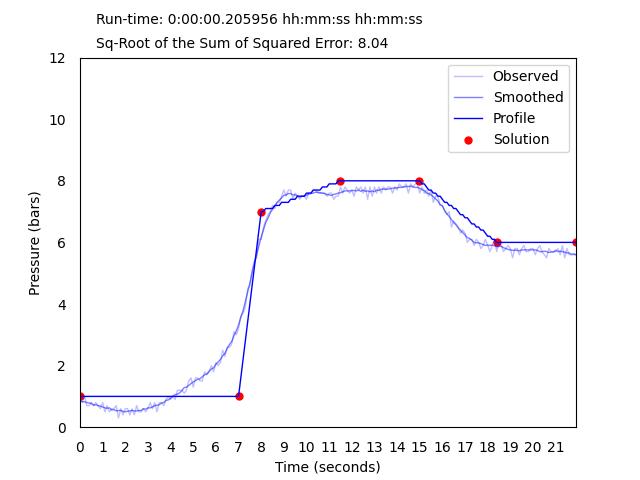 Run-time: 0:00:00.205956 hh:mm:ss hh:mm:ss
Sq-Root of the Sum of Squared Error: 8.04
12
10
8
6
4
2
0
Pressure (bars)
Observed
Smoothed
Profile
Solution
0 1 2 3 4 5 6 7 8 9 10 11 12 13 14 15 16 17 18 19 20 21
Time (seconds)